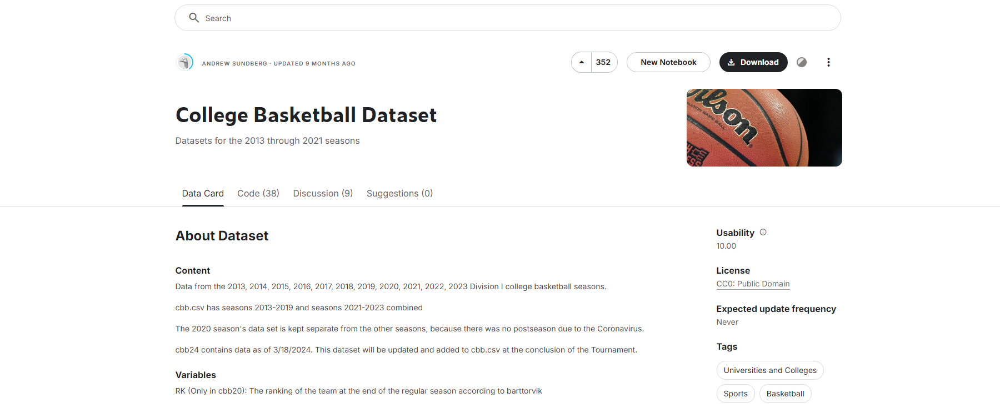 Search
ANDREW SUNDBERG · UPDATED 9 MONTHS AGO
352
New Notebook
Download
College Basketball Dataset
Datasets for the 2013 through 2021 seasons
Wilson
Data Card
Code (38)
Discussion (9)
Suggestions (0)
About Dataset
Content
Data from the 2013, 2014, 2015, 2016, 2017, 2018, 2019, 2020, 2021, 2022, 2023 Division I college basketball seasons.
cbb.csv has seasons 2013-2019 and seasons 2021-2023 combined
The 2020 season's data set is kept separate from the other seasons, because there was no postseason due to the Coronavirus.
cbb24 contains data as of 3/18/2024. This dataset will be updated and added to cbb.csv at the conclusion of the Tournament.
Variables
RK (Only in cbb20): The ranking of the team at the end of the regular season according to barttorvik
Usability
10.00
License
CC0: Public Domain
Expected update frequency
Never
Tags
Universities and Colleges
Sports
Basketball